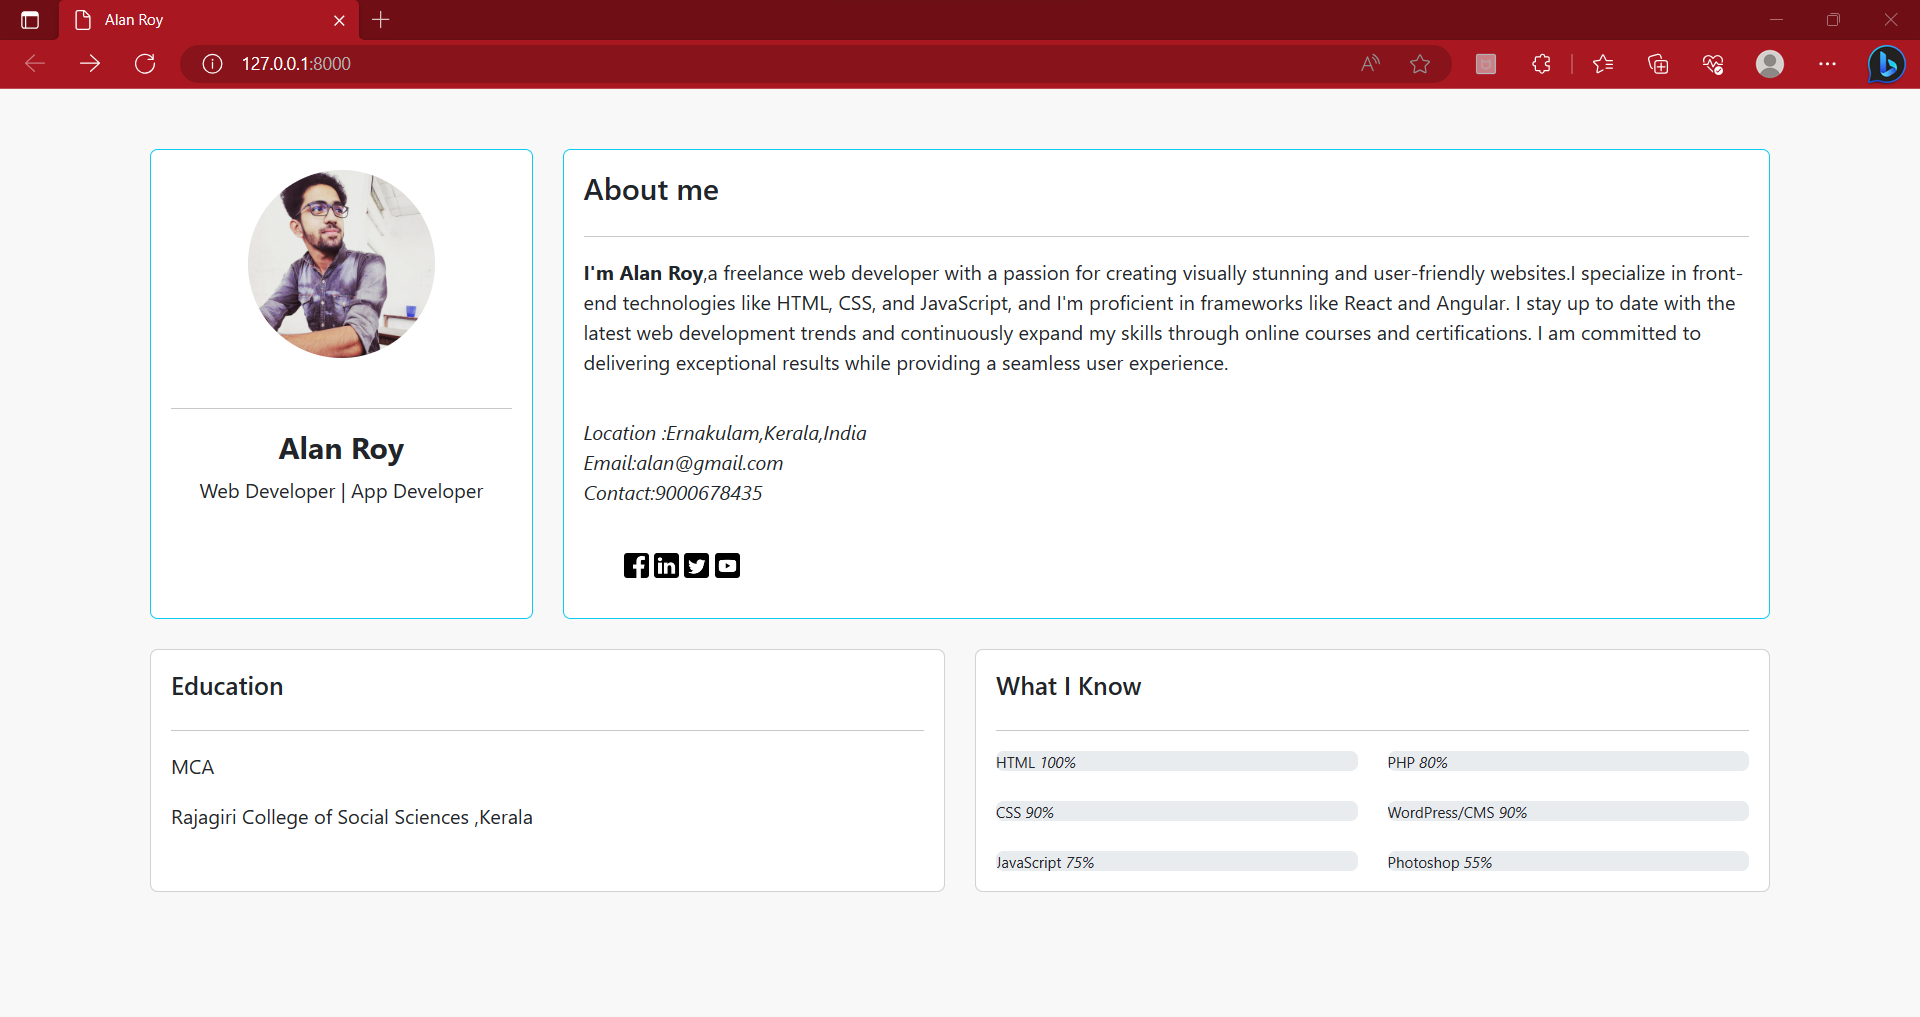 Alan Roy
127.0.0.1:8000
About me
I'm Alan Roy,a freelance web developer with a passion for creating visually stunning and user-friendly websites.I specialize in front-
end technologies like HTML, CSS, and JavaScript, and I'm proficient in frameworks like React and Angular. I stay up to date with the
latest web development trends and continuously expand my skills through online courses and certifications. I am committed to
delivering exceptional results while providing a seamless user experience.
Location :Ernakulam,Kerala,India
Email:alan@gmail.com
Contact:9000678435
Alan Roy
Web Developer | App Developer
Education
MCA
Rajagiri College of Social Sciences ,Kerala
What I Know
HTML 100%
PHP 80%
CSS 90%
WordPress/CMS 90%
JavaScript 75%
Photoshop 55%